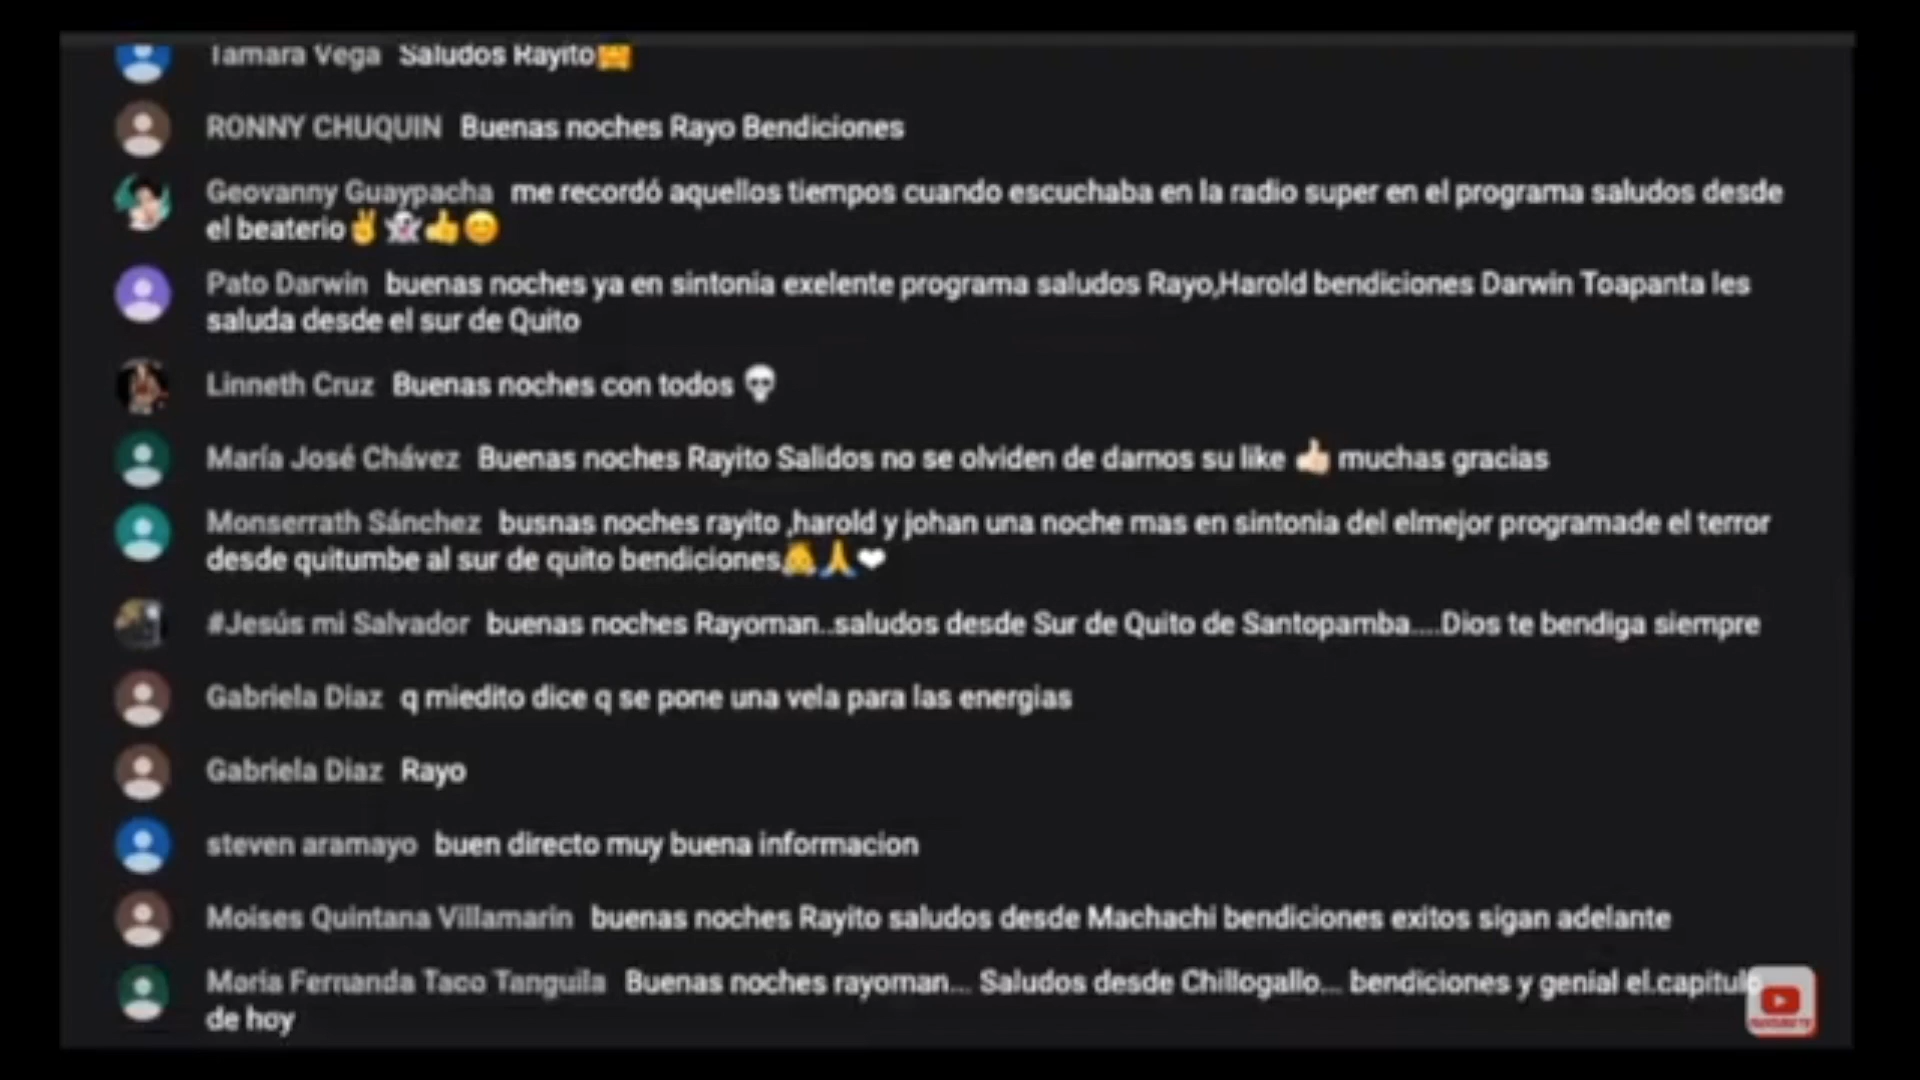 Tamara Vega Saludos Rayito
RONNY CHUQUIN Buenas noches Rayo Bendiciones
Geovanny Guaypacha me recordó aquellos tiempos cuando escuchaba en la radio super en el programa saludos desde
el beaterio✌👻👍😊
Pato Darwin buenas noches ya en sintonia exelente programa saludos Rayo,Harold bendiciones Darwin Toapanta les
saluda desde el sur de Quito
Linneth Cruz Buenas noches con todos 💀
María José Chávez Buenas noches Rayito Salidos no se olviden de darnos su like 👍🏻 muchas gracias
Monserrath Sánchez busnas noches rayito ,harold y johan una noche mas en sintonia del elmejor programade el terror
desde quitumbe al sur de quito bendiciones🙏❤
#Jesús mi Salvador buenas noches Rayoman..saludos desde Sur de Quito de Santopamba....Dios te bendiga siempre
Gabriela Diaz q miedito dice q se pone una vela para las energias
Gabriela Diaz Rayo
steven aramayo buen directo muy buena informacion
Moises Quintana Villamarin buenas noches Rayito saludos desde Machachi bendiciones exitos sigan adelante
Maria Fernanda Taco Tanguila Buenas noches rayoman... Saludos desde Chillogallo... bendiciones y genial el.capitulo
de hoy